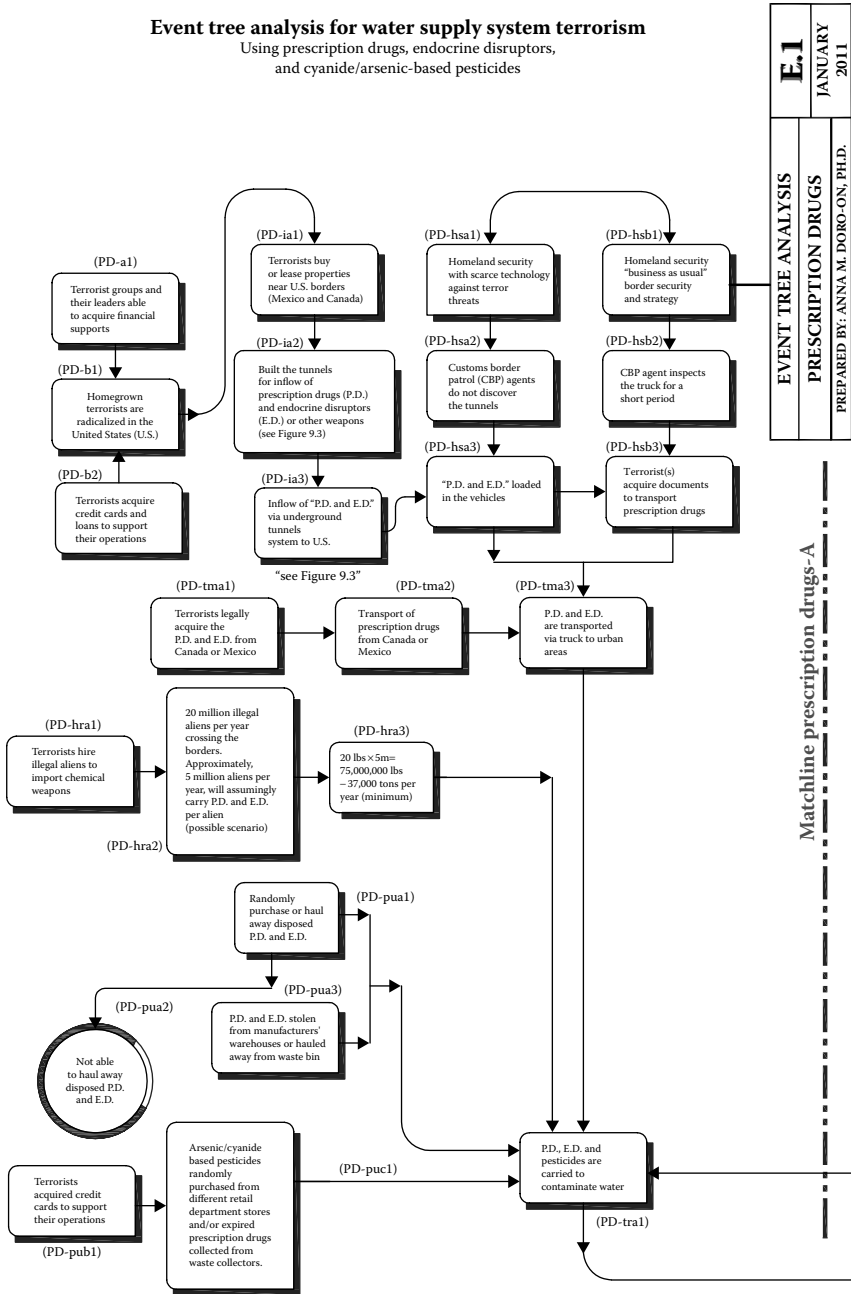 Event tree analysis for water supply system terrorism
Using prescription drugs, endocrine disruptors,
and cyanide/arsenic-based pesticides
E.1
JANUARY
2011
EVENT TREE ANALYSIS
PRESCRIPTION DRUGS
PREPARED BY: ANNA M. DORO-ON, PH.D.
(PD-a1)
Terrorist groups and
their leaders able
to acquire financial
supports
(PD-b1)
Homegrown
terrorists are
radicalized in the
United States (U.S.)
(PD-b2)
Terrorists acquire
credit cards and
loans to support
their operations
(PD-ia1)
Terrorists buy
or lease properties
near U.S. borders
(Mexico and Canada)
(PD-ia2)
Built the tunnels
for inflow of
prescription drugs (P.D.)
and endocrine disruptors
(E.D.) or other weapons
(see Figure 9.3)
(PD-ia3)
Inflow of “P.D. and E.D.”
via underground
tunnels
system to U.S.
“see Figure 9.3”
(PD-hsa1)
Homeland security
with scarce technology
against terror
threats
(PD-hsa2)
Customs border
patrol (CBP) agents
do not discover
the tunnels
(PD-hsa3)
“P.D. and E.D.” loaded
in the vehicles
(PD-hsb1)
Homeland security
“business as usual”
border security
and strategy
(PD-hsb2)
CBP agent inspects
the truck for a
short period
(PD-hsb3)
Terrorist(s)
acquire documents
to transport
prescription drugs
(PD-tma1)
Terrorists legally
acquire the
P.D. and E.D. from
Canada or Mexico
(PD-tma2)
Transport of
prescription drugs
from Canada or
Mexico
(PD-tma3)
P.D. and E.D.
are transported
via truck to urban
areas
(PD-hra1)
Terrorists hire
illegal aliens to
import chemical
weapons
20 million illegal
aliens per year
crossing the
borders.
Approximately,
5 million aliens per
year, will assumingly
carry P.D. and E.D.
per alien
(possible scenario)
(PD-hra2)
(PD-hra3)
20 lbs×5m=
75,000,000 lbs
−37,000 tons per
year (minimum)
(PD-pua1)
Randomly
purchase or haul
away disposed
P.D. and E.D.
(PD-pua2)
Not able
to haul away
disposed P.D.
and E.D.
(PD-pua3)
P.D. and E.D. stolen
from manufacturers’
warehouses or hauled
away from waste bin
Terrorists
acquired credit
cards to support
their operations
(PD-pub1)
Arsenic/cyanide
based pesticides
randomly
purchased from
different retail
department stores
and/or expired
prescription drugs
collected from
waste collectors.
(PD-puc1)
P.D., E.D. and
pesticides are
carried to
contaminate water
(PD-tra1)
Matchline prescription drugs-A